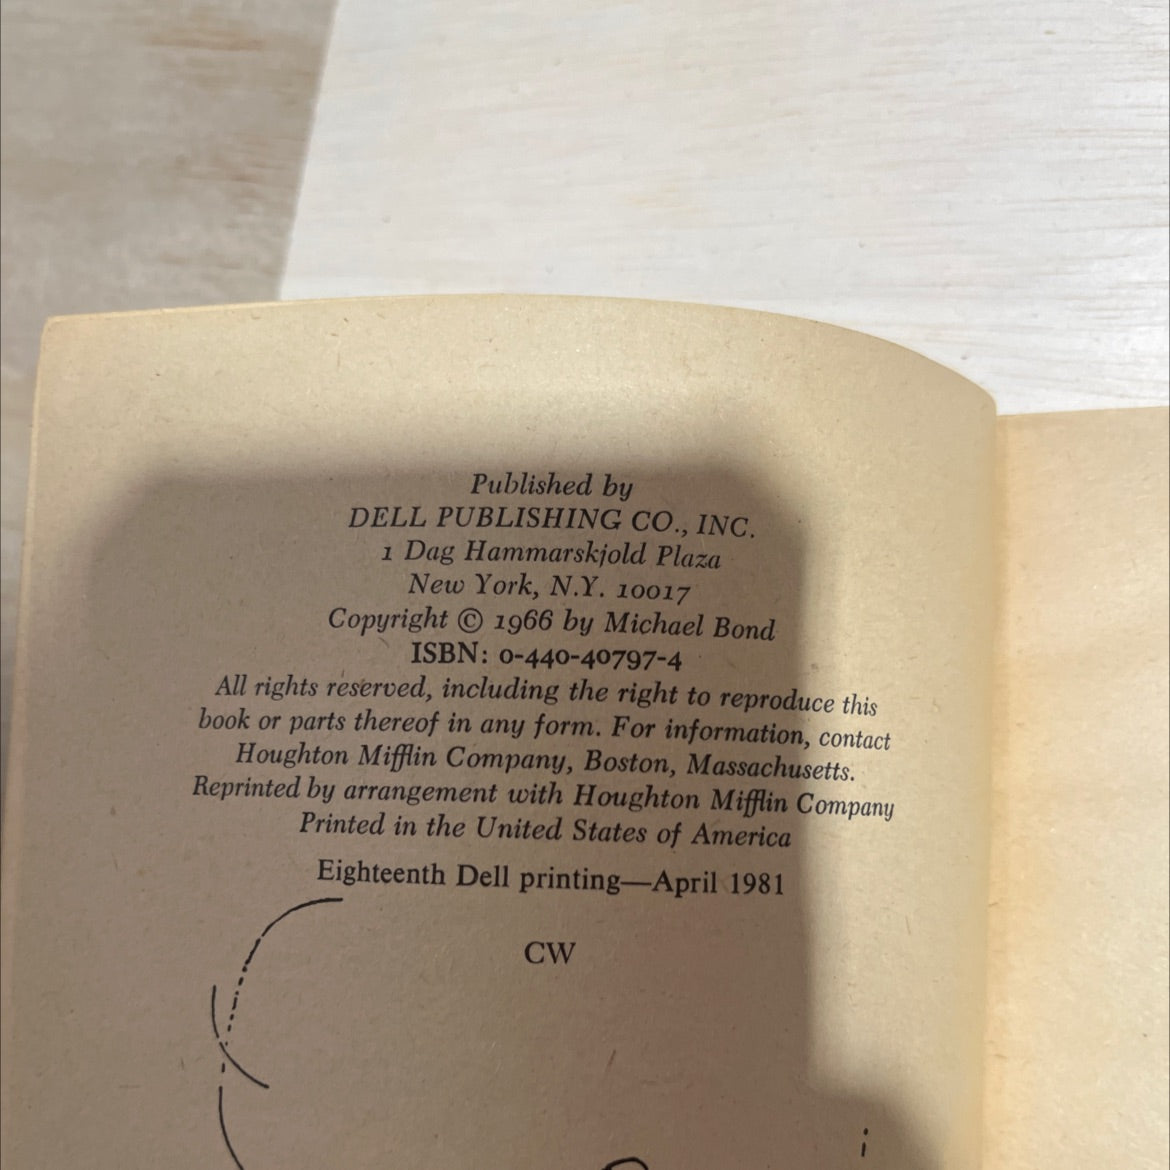 Published by
DELL PUBLISHING CO., INC.
1 Dag Hammarskjold Plaza
New York, N.Y. 10017
Copyright © 1966 by Michael Bond
ISBN: 0-440-40797-4
All rights reserved, including the right to reproduce this
book or parts thereof in any form. For information, contact
Houghton Mifflin Company, Boston, Massachusetts.
Reprinted by arrangement with Houghton Mifflin Company
Printed in the United States of America
Eighteenth Dell printing—April 1981
CW